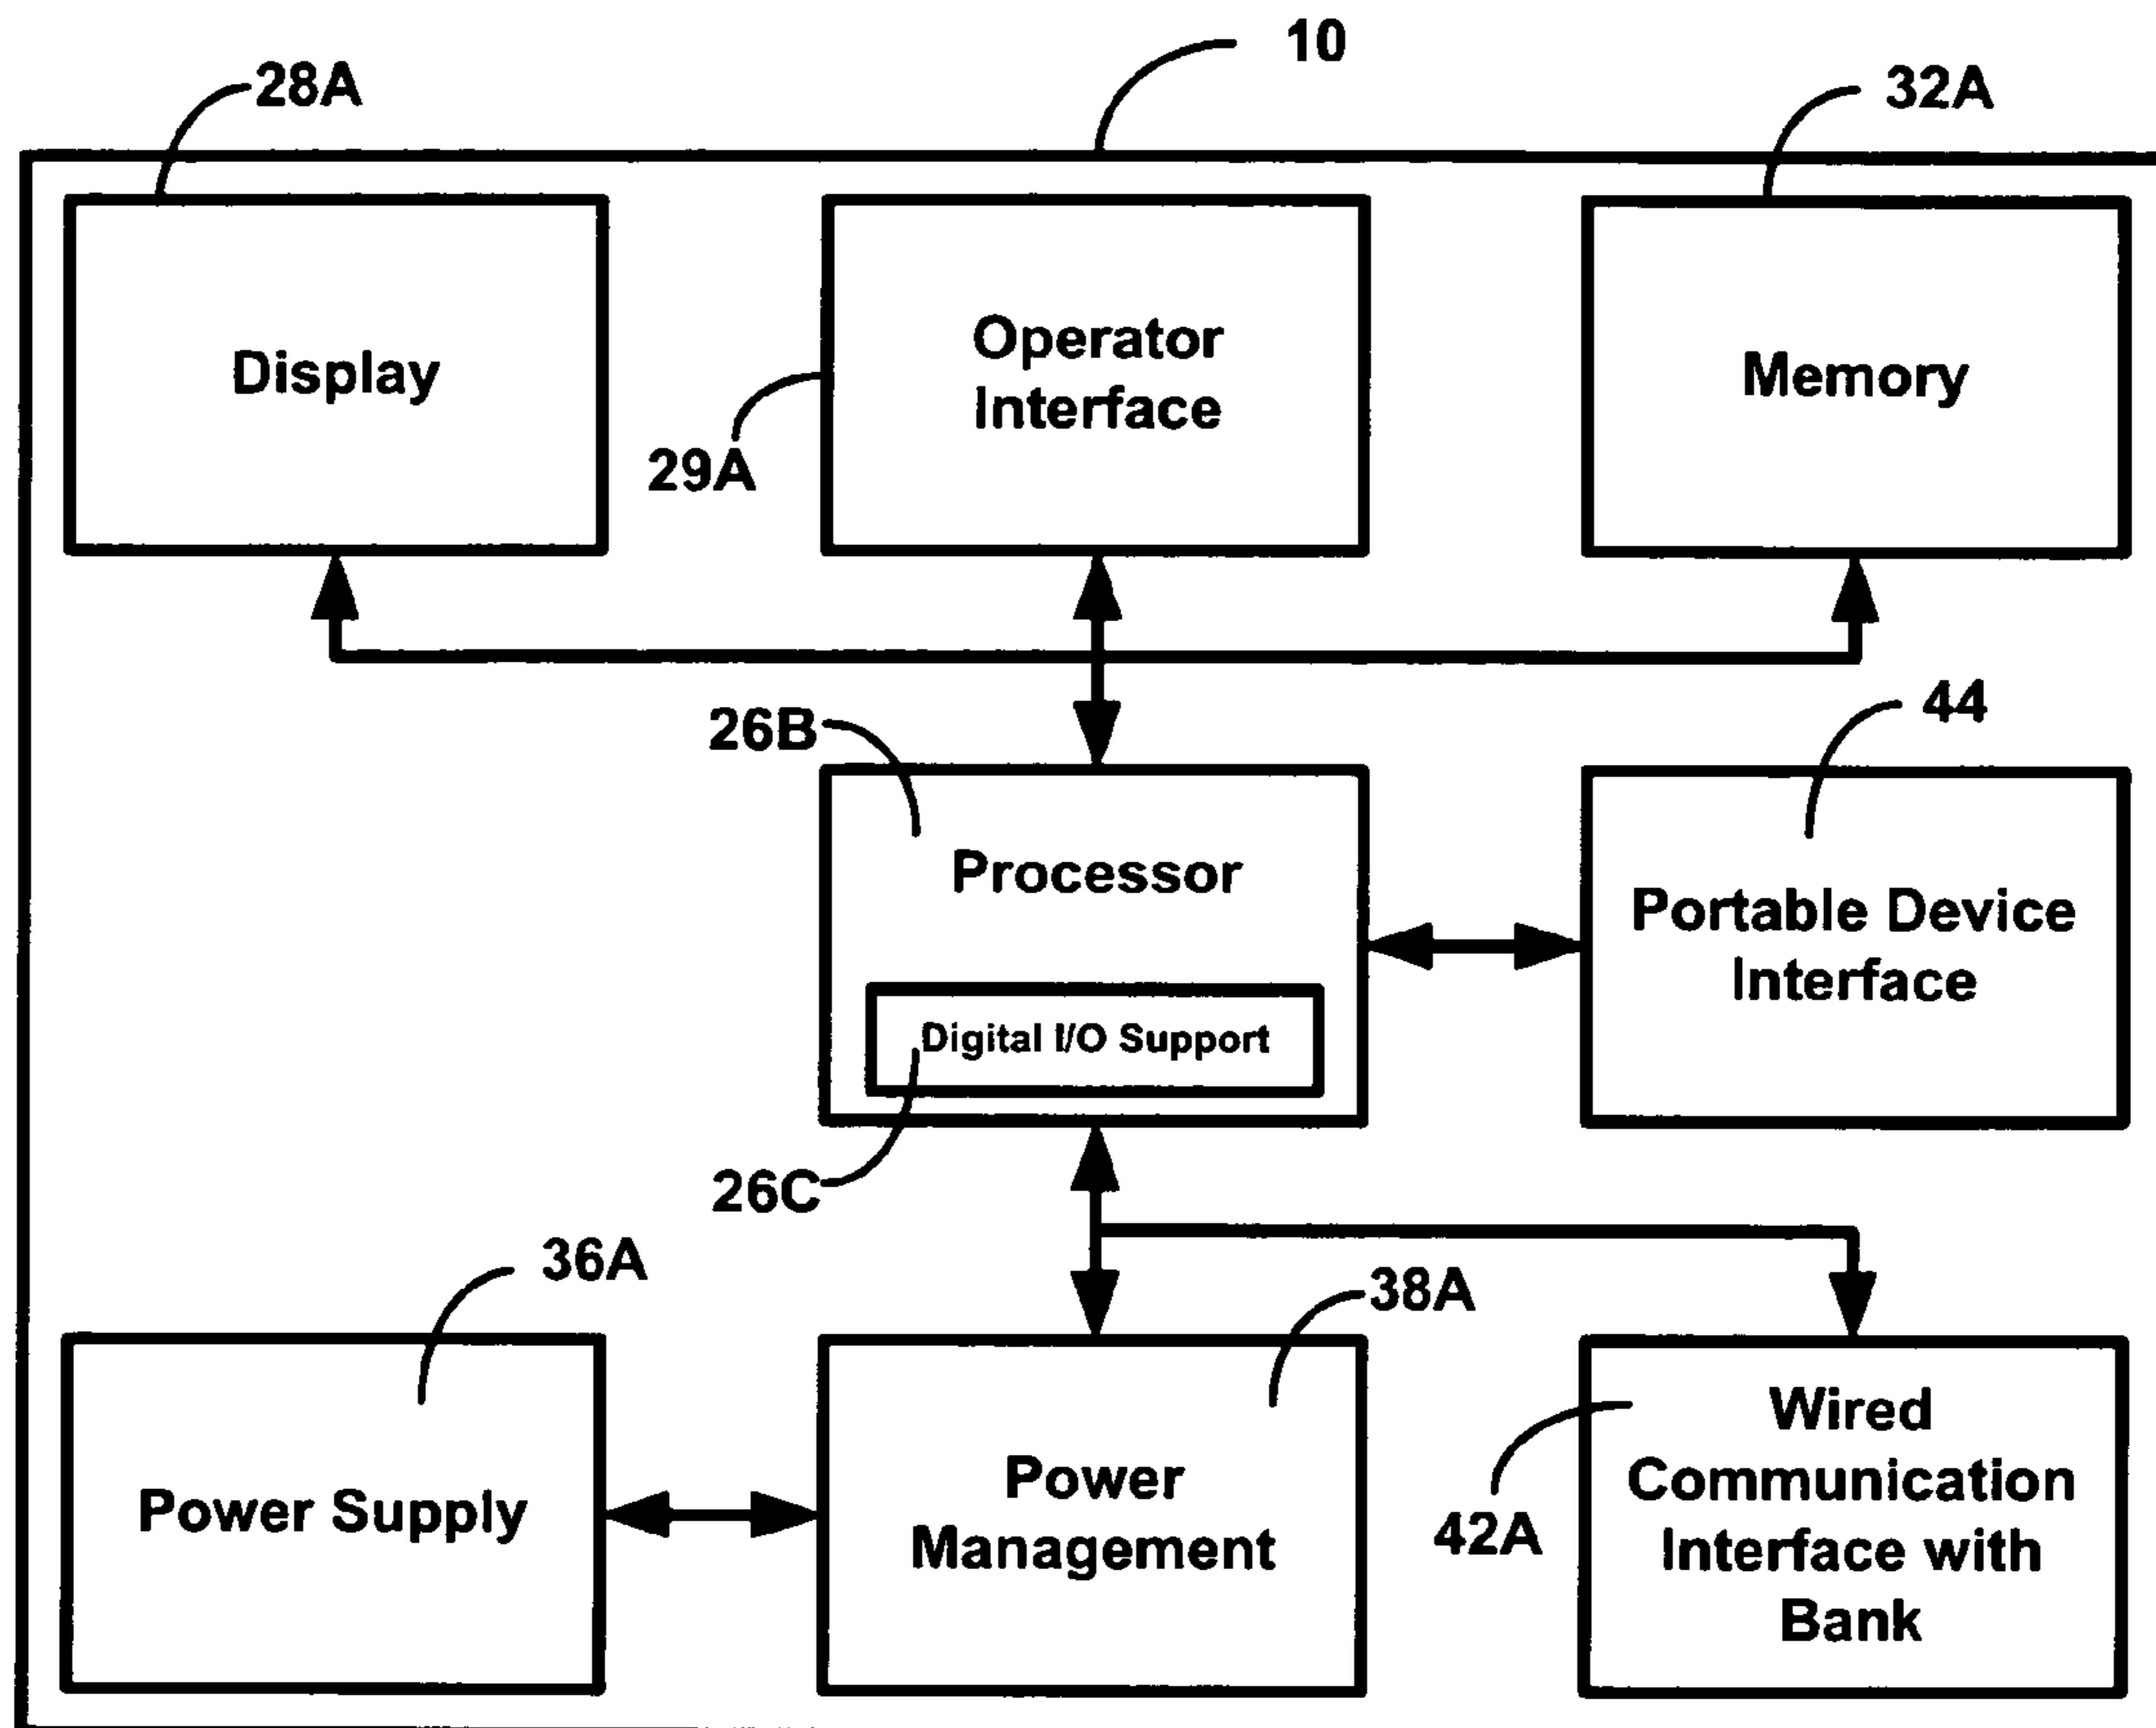 10
28A
32A
Display
Operator
Interface
Memory
29A
26B
44
Processor
Portable Device
Interface
Digital I/O Support
26C
36A
38A
Power Supply
Power
Management
42A
Wired
Communication
Interface with
Bank